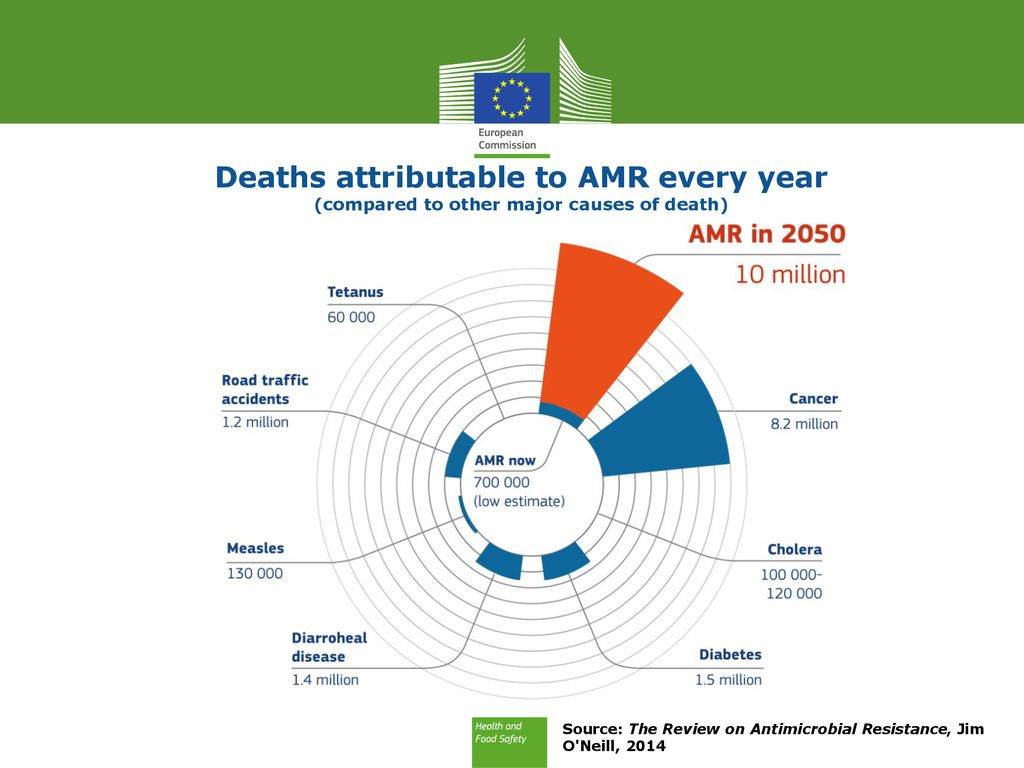 European
Commission
Deaths attributable to AMR every year
(compared to other major causes of death)
AMR in 2050
10 million
Tetanus
60 000
Road traffic
accidents
1.2 million
Cancer
8.2 million
AMR now
700 000
(low estimate)
Measles
130 000
Cholera
100 000-
120 000
Diarroheal
disease
1.4 million
Diabetes
1.5 million
Health and
Food Safety
Source: The Review on Antimicrobial Resistance, Jim
O'Neill, 2014